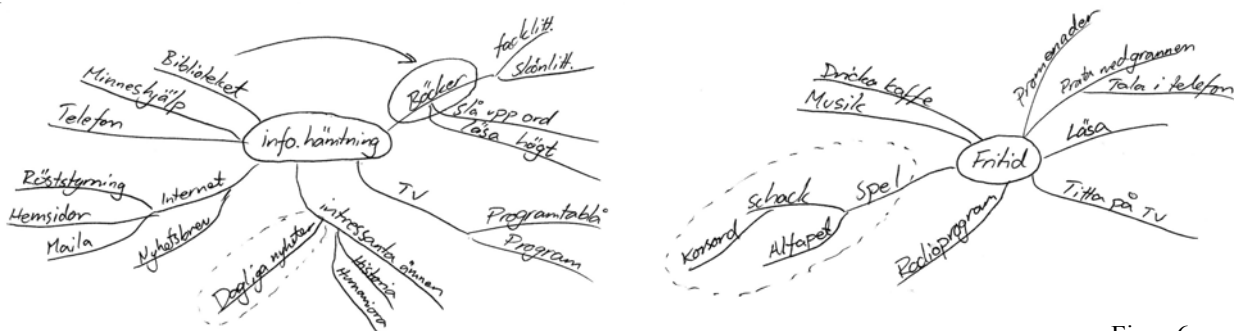 Biblioteket
Minneshjälp
Telefon
info.hämtning
Böcker
facklitt.
skönlitt.
slå upp ord
läsa högt
Internet
Röststyrning
Hemsidor
Maila
Nyhetsbrev
intressanta ämnen
Dagliga nyheter
Historia
Humaniora
TV
Programtablå
Program
Fritid
Dricka kaffe
Musik
Promenader
Prata med grannen
Tala i telefon
Läsa
Titta på TV
Radioprogram
Spel
schack
Korsord
Alfapet